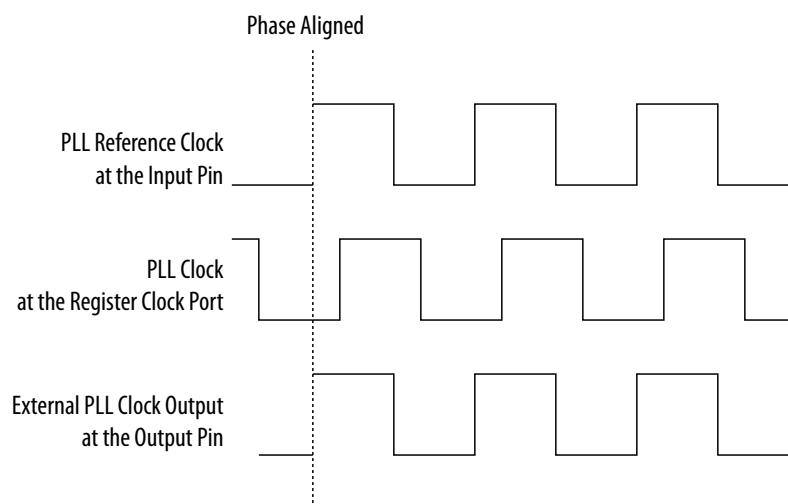 Phase Aligned
PLL Reference Clock
at the Input Pin
PLL Clock
at the Register Clock Port
External PLL Clock Output
at the Output Pin